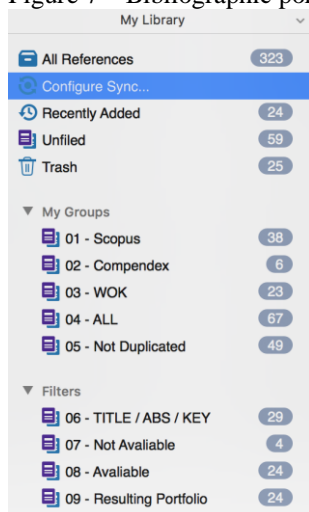 Figure 7 – Bibliographic por
My Library
All References 323
Configure Sync...
Recently Added 24
Unfiled 59
Trash 25
My Groups
01 - Scopus 38
02 - Compendex 6
03 - WOK 23
04 - ALL 67
05 - Not Duplicated 49
Filters
06 - TITLE / ABS / KEY 29
07 - Not Avaliable 4
08 - Avaliable 24
09 - Resulting Portfolio 24